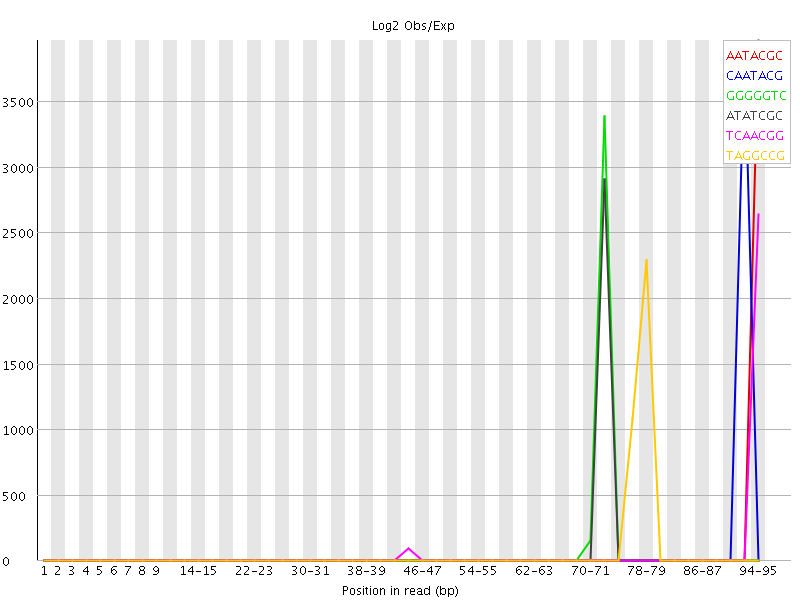 Log2 Obs/Exp
AATACGC
CAATACG
GGGGGTC
ATATCGC
TCAACGG
TAGGCCG
3500
3000
2500
2000
1500
1000
500
0
1 2 3 4 5 6 7 8 9 14-15 22-23 30-31 38-39 46-47 54-55 62-63 70-71 78-79 86-87 94-95
Position in read (bp)